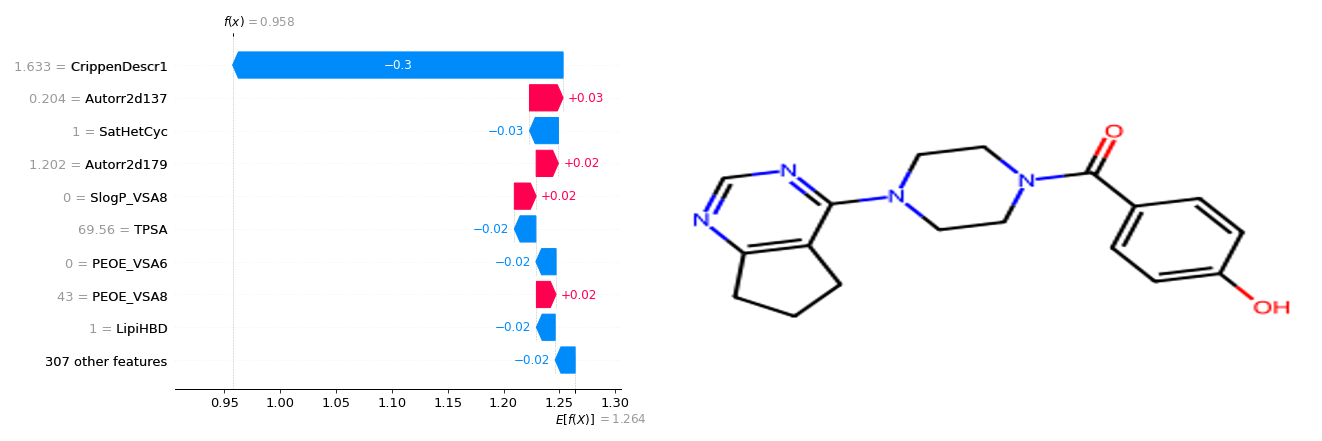 f(x) = 0.958
1.633 = CrippenDescr1 −0.3
0.204 = Autorr2d137 +0.03
1 = SatHetCyc −0.03
1.202 = Autorr2d179 +0.02
0 = SlogP_VSA8 +0.02
69.56 = TPSA −0.02
0 = PEOE_VSA6 −0.02
43 = PEOE_VSA8 +0.02
1 = LipiHBD −0.02
307 other features −0.02
0.95 1.00 1.05 1.10 1.15 1.20 1.25 1.30
E[f(X)] = 1.264
O
N
N
N
N
OH